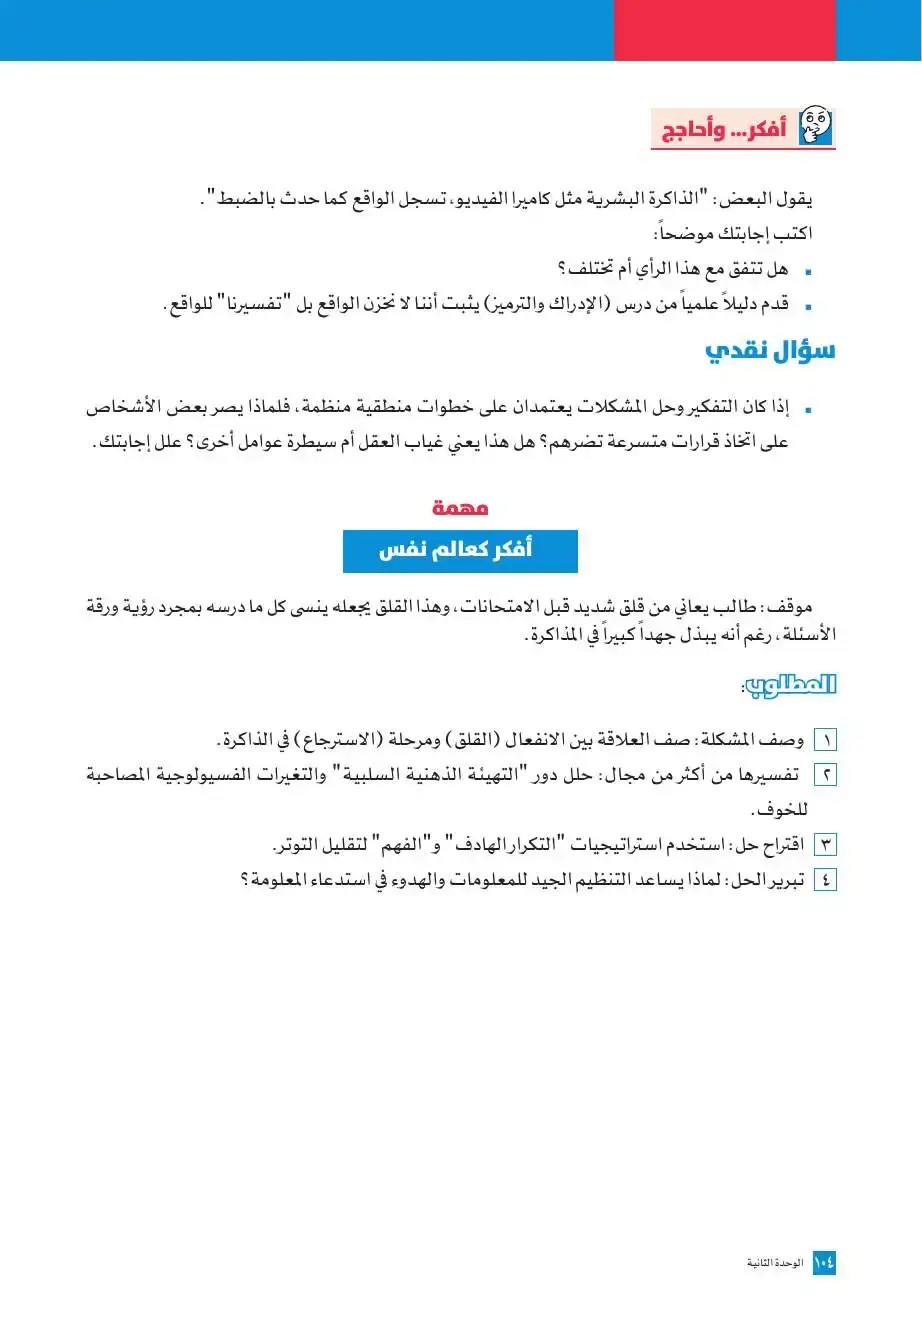 أفكر... وأحاجج
يقول البعض: "الذاكرة البشرية مثل كاميرا الفيديو، تسجل الواقع كما حدث بالضبط".
اكتب إجابتك موضحاً:
▪ هل تتفق مع هذا الرأي أم تختلف؟
▪ قدم دليلاً علمياً من درس (الإدراك والترميز) يثبت أننا لا نخزن الواقع بل "تفسيرنا" للواقع.
سؤال نقدي
▪ إذا كان التفكير وحل المشكلات يعتمدان على خطوات منطقية منظمة، فلماذا يصر بعض الأشخاص
على اتخاذ قرارات متسرعة تضرهم؟ هل هذا يعني غياب العقل أم سيطرة عوامل أخرى؟ علل إجابتك.
مهمة
أفكر كعالم نفس
موقف: طالب يعاني من قلق شديد قبل الامتحانات، وهذا القلق يجعله ينسى كل ما درسه بمجرد رؤية ورقة
الأسئلة، رغم أنه يبذل جهداً كبيراً في المذاكرة.
المطلوب:
١ وصف المشكلة: صف العلاقة بين الانفعال (القلق) ومرحلة (الاسترجاع) في الذاكرة.
٢ تفسيرها من أكثر من مجال: حلل دور "التهيئة الذهنية السلبية" والتغيرات الفسيولوجية المصاحبة
للخوف.
٣ اقتراح حل: استخدم استراتيجيات "التكرار الهادف" و"الفهم" لتقليل التوتر.
٤ تبرير الحل: لماذا يساعد التنظيم الجيد للمعلومات والهدوء في استدعاء المعلومة؟
١٠٤ الوحدة الثانية